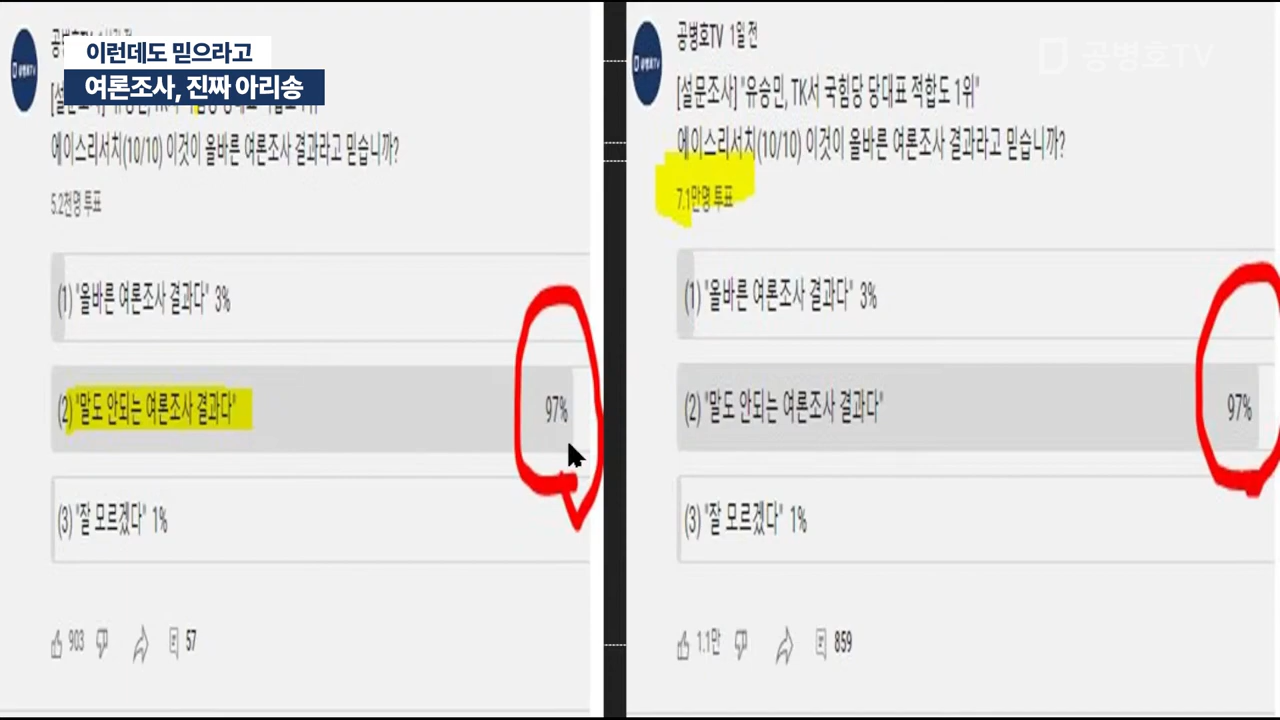 이런데도 믿으라고
여론조사, 진짜 아리송
에이스리서치(10/10) 이것이 올바른 여론조사 결과라고 믿습니까?
5.2천명 투표
(1) "올바른 여론조사 결과다" 3%
(2) "말도 안되는 여론조사 결과다" 97%
(3) "잘 모르겠다" 1%
903
57
공병호TV
공병호TV 1일 전
[설문조사] "유승민, TK서 국힘당 당대표 적합도 1위"
에이스리서치(10/10) 이것이 올바른 여론조사 결과라고 믿습니까?
7.1만명 투표
(1) "올바른 여론조사 결과다" 3%
(2) "말도 안되는 여론조사 결과다" 97%
(3) "잘 모르겠다" 1%
1.1만
859